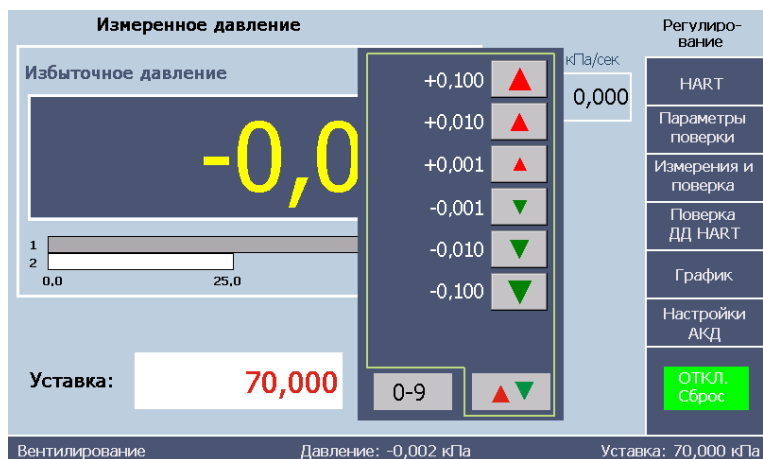 Измеренное давление
Регулиро-
вание
Избыточное давление
кПа/сек
-0,0
0,000
+0,100
+0,010
+0,001
-0,001
-0,010
-0,100
1
2
0,0
25,0
Уставка:
70,000
0-9
HART
Параметры
поверки
Измерения и
поверка
Поверка
ДД HART
График
Настройки
АКД
ОТКЛ.
Сброс
Вентилирование
Давление: -0,002 кПа
Уставка: 70,000 кПа